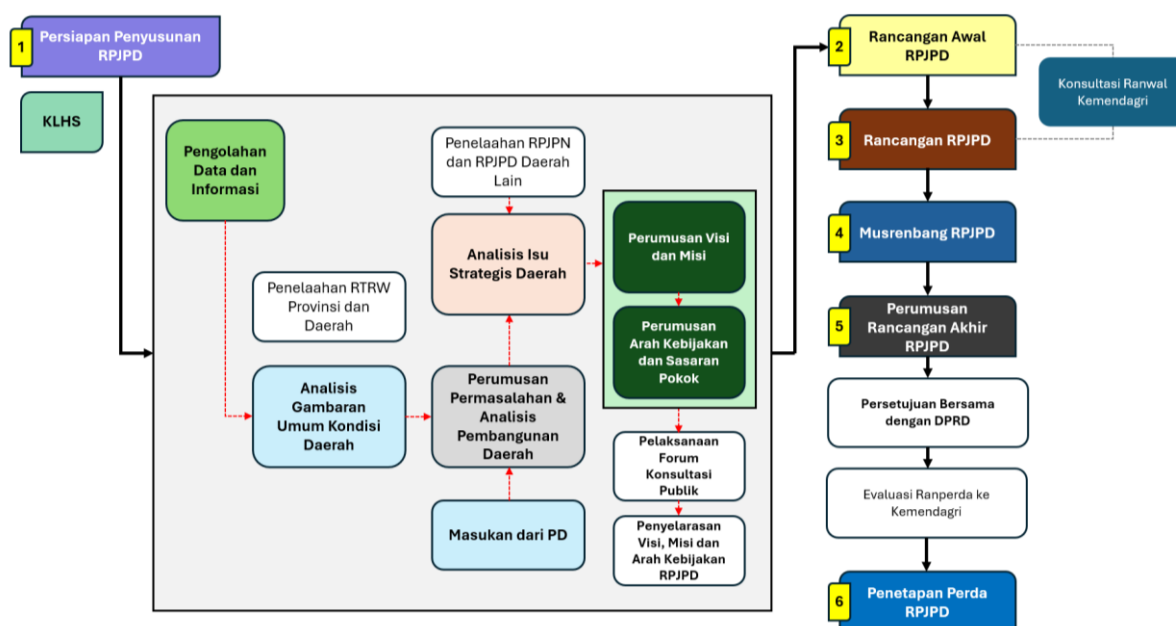 1
Persiapan Penyusunan
RPJPD
KLHS
Pengolahan
Data dan
Informasi
Penelaahan RTRW
Provinsi dan
Daerah
Analisis
Gambaran
Umum Kondisi
Daerah
Penelaahan RPJPN
dan RPJPD Daerah
Lain
Analisis Isu
Strategis Daerah
Perumusan
Permasalahan &
Analisis
Pembangunan
Daerah
Masukan dari PD
Perumusan Visi
dan Misi
Perumusan
Arah Kebijakan
dan Sasaran
Pokok
Pelaksanaan
Forum
Konsultasi
Publik
Penyelarasan
Visi, Misi dan
Arah Kebijakan
RPJPD
2
Rancangan Awal
RPJPD
Konsultasi Ranwal
Kemendagri
3
Rancangan RPJPD
4
Musrenbang RPJPD
5
Perumusan
Rancangan Akhir
RPJPD
Persetujuan Bersama
dengan DPRD
Evaluasi Ranperda ke
Kemendagri
6
Penetapan Perda
RPJPD